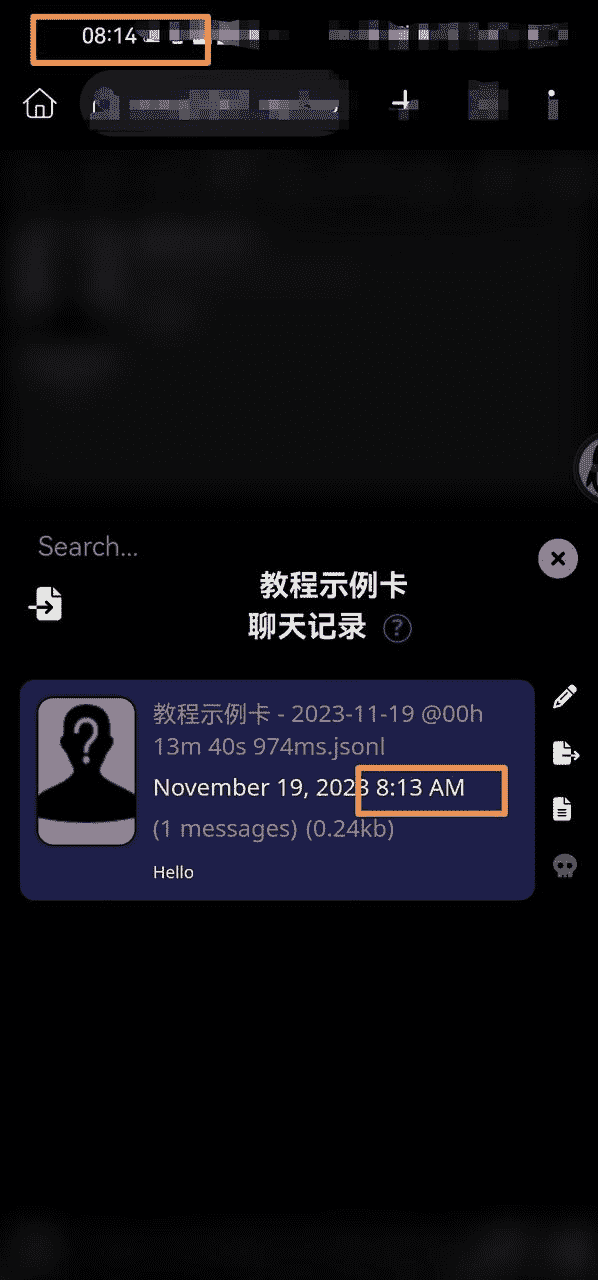 08:14
Search...
教程示例卡
聊天记录 ?
教程示例卡 - 2023-11-19 @00h
13m 40s 974ms.jsonl
November 19, 2023 8:13 AM
(1 messages) (0.24kb)
Hello